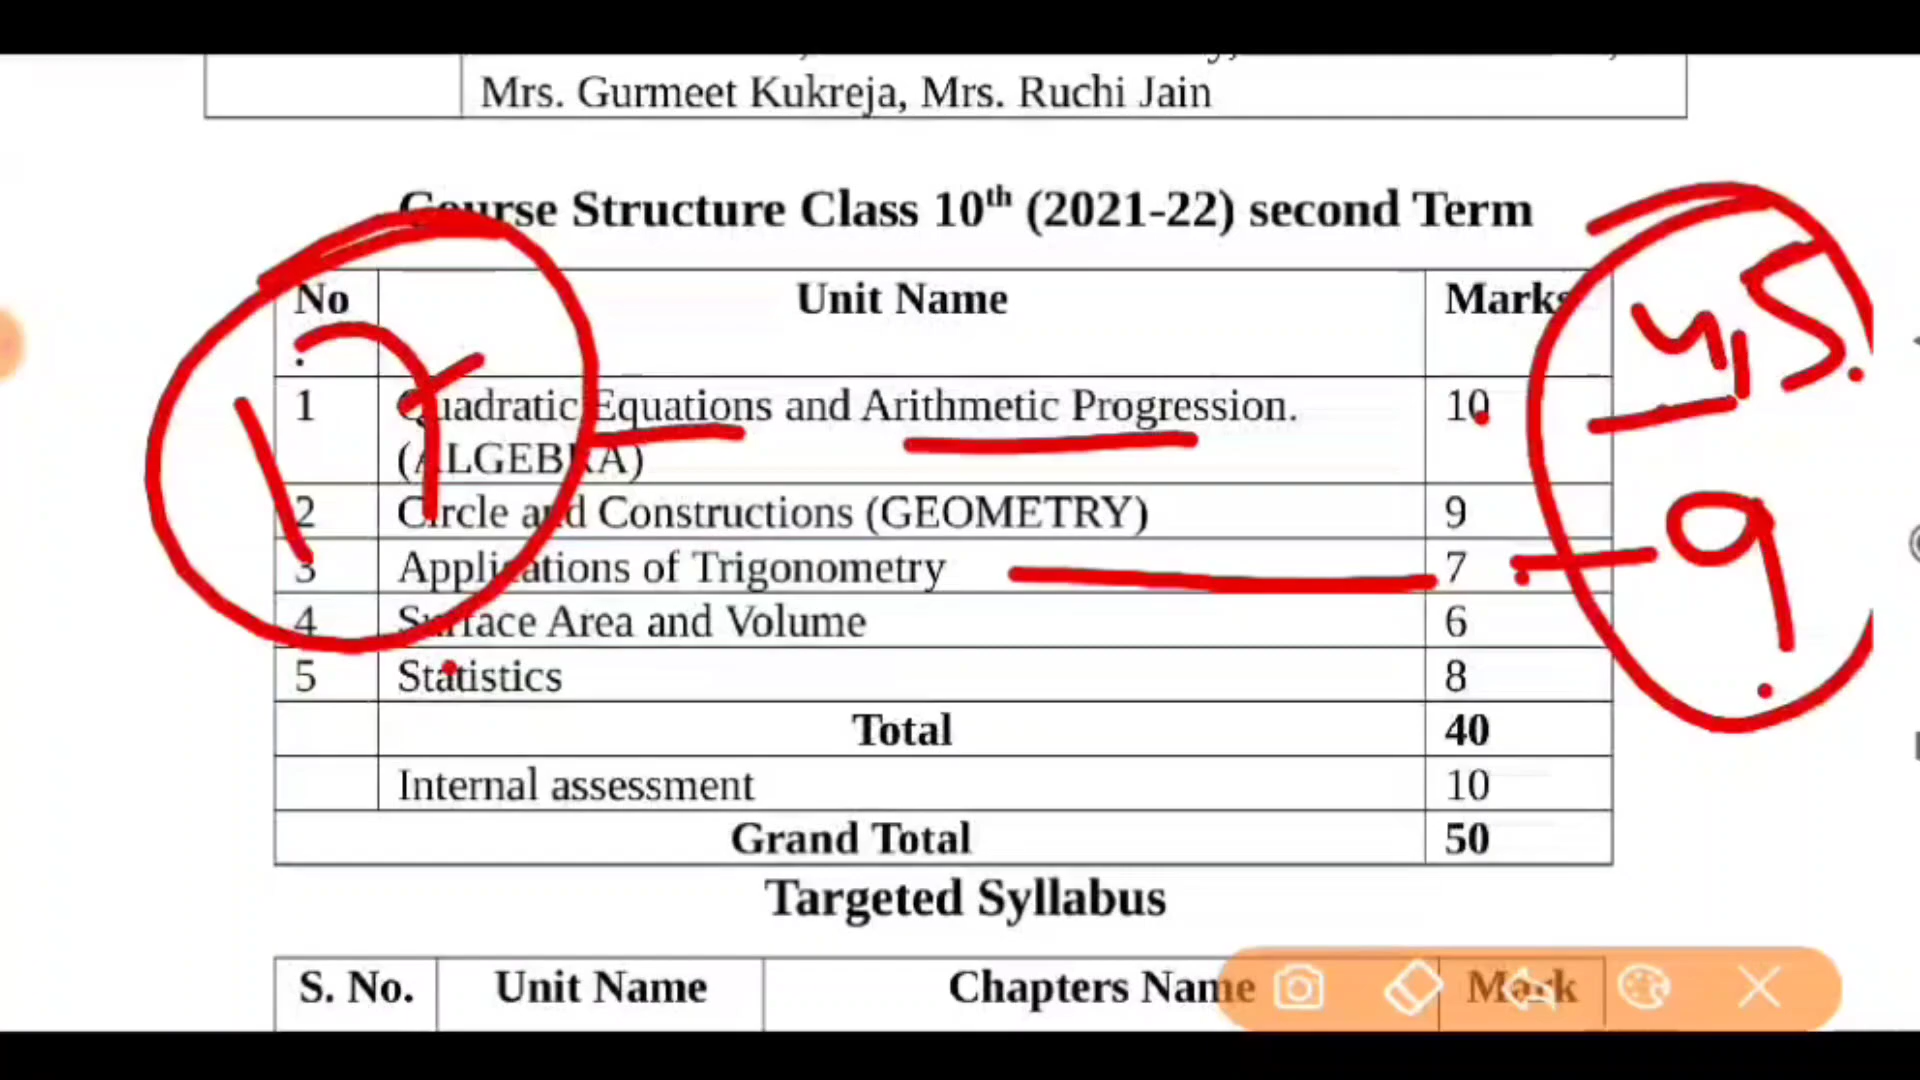 Mrs. Gurmeet Kukreja, Mrs. Ruchi Jain
Course Structure Class 10th (2021-22) second Term
No. Unit Name Marks
1 Quadratic Equations and Arithmetic Progression. (ALGEBRA) 10
2 Circle and Constructions (GEOMETRY) 9
3 Applications of Trigonometry 7
4 Surface Area and Volume 6
5 Statistics 8
Total 40
Internal assessment 10
Grand Total 50
Targeted Syllabus
S. No. Unit Name Chapters Name Mark
9